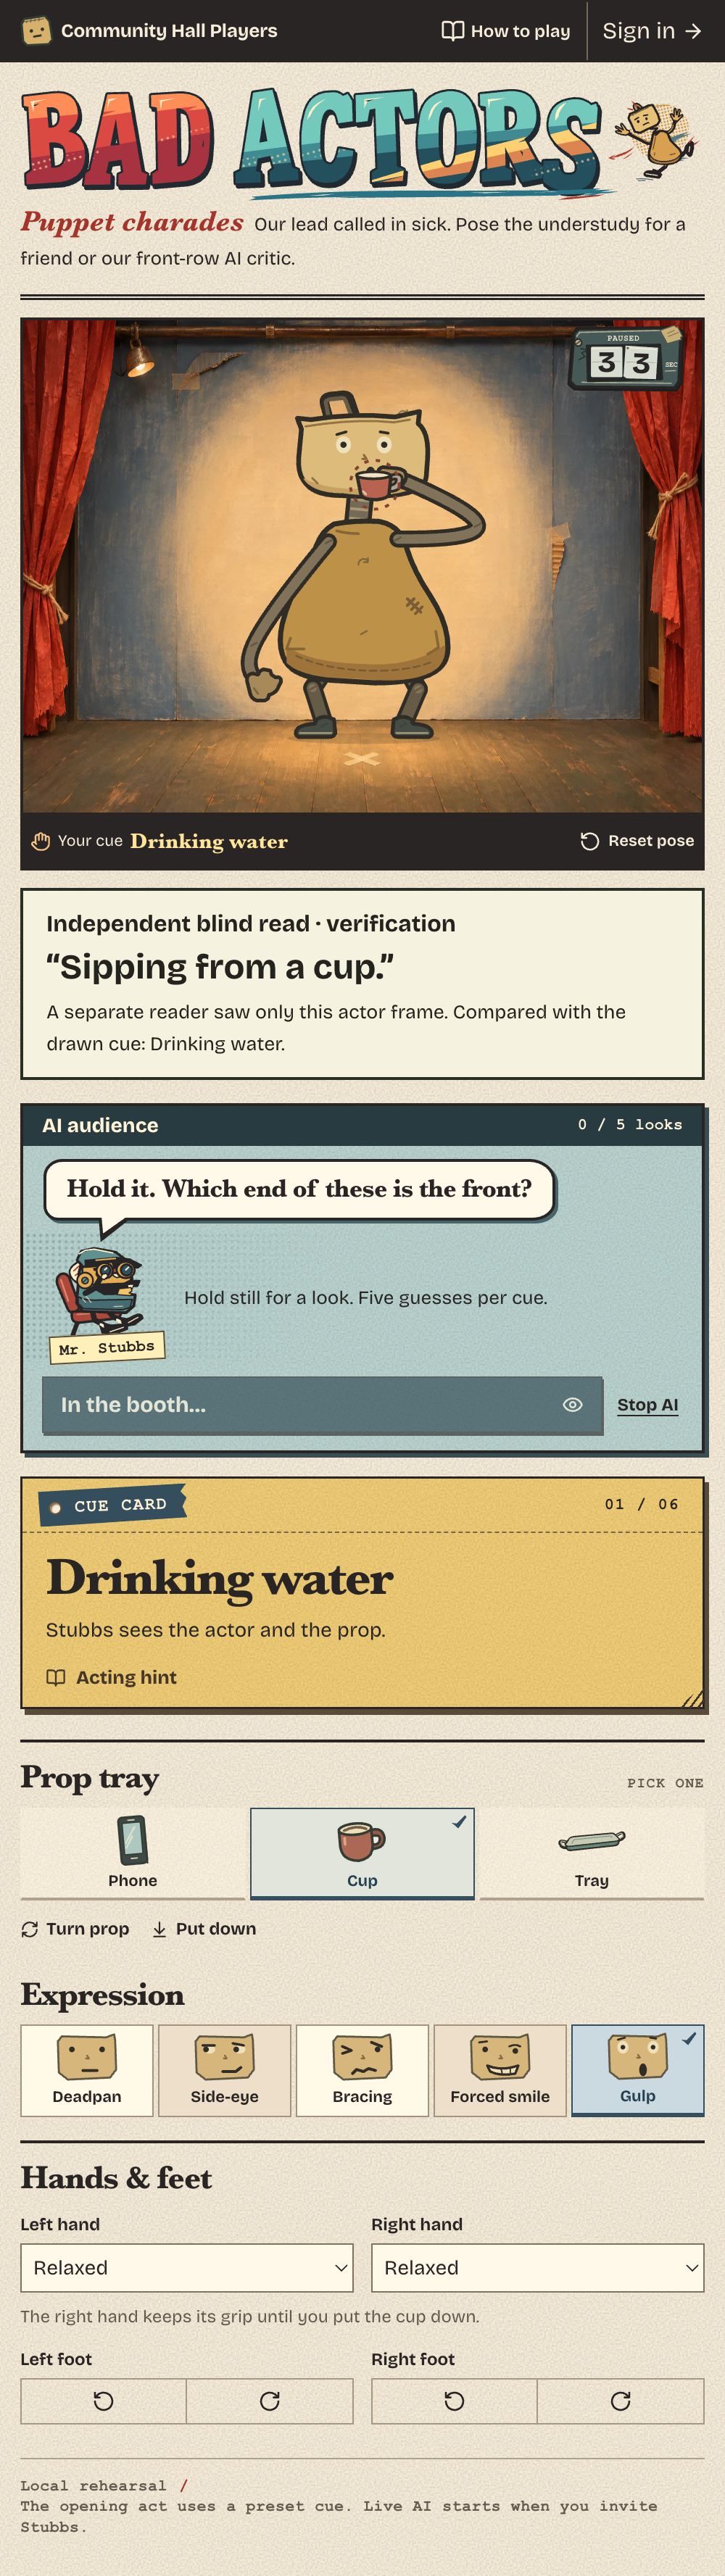 Community Hall Players
How to play
Sign in →
BAD ACTORS
Puppet charades Our lead called in sick. Pose the understudy for a
friend or our front-row AI critic.
PAUSED
33 SEC
Your cue Drinking water
Reset pose
Independent blind read · verification
“Sipping from a cup.”
A separate reader saw only this actor frame. Compared with the
drawn cue: Drinking water.
AI audience
0 / 5 looks
Hold it. Which end of these is the front?
Hold still for a look. Five guesses per cue.
Mr. Stubbs
In the booth...
Stop AI
CUE CARD
01 / 06
Drinking water
Stubbs sees the actor and the prop.
Acting hint
Prop tray
PICK ONE
Phone
Cup
Tray
Turn prop
Put down
Expression
Deadpan
Side-eye
Bracing
Forced smile
Gulp
Hands & feet
Left hand
Right hand
Relaxed
Relaxed
The right hand keeps its grip until you put the cup down.
Left foot
Right foot
Local rehearsal /
The opening act uses a preset cue. Live AI starts when you invite
Stubbs.